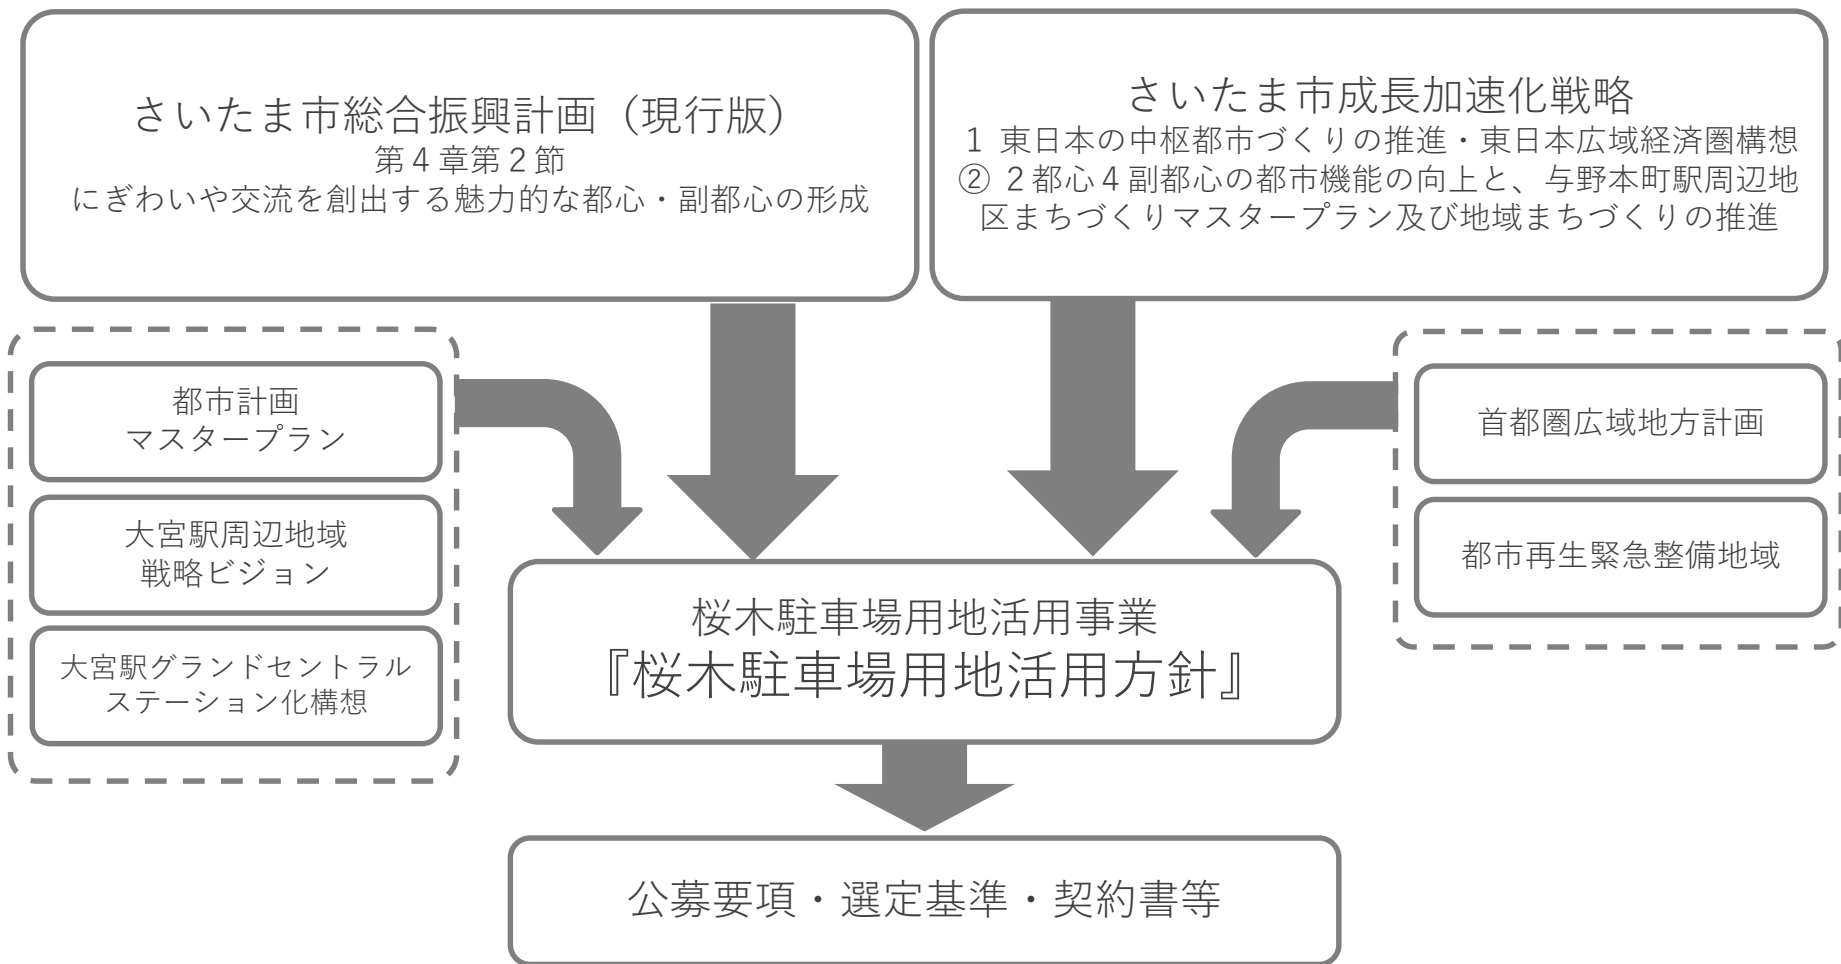 さいたま市総合振興計画（現行版）
第４章第２節
にぎわいや交流を創出する魅力的な都心・副都心の形成
さいたま市成長加速化戦略
１ 東日本の中枢都市づくりの推進・東日本広域経済圏構想
② ２都心４副都心の都市機能の向上と、与野本町駅周辺地
区まちづくりマスタープラン及び地域まちづくりの推進
都市計画
マスタープラン
大宮駅周辺地域
戦略ビジョン
大宮駅グランドセントラル
ステーション化構想
首都圏広域地方計画
都市再生緊急整備地域
桜木駐車場用地活用事業
『桜木駐車場用地活用方針』
公募要項・選定基準・契約書等